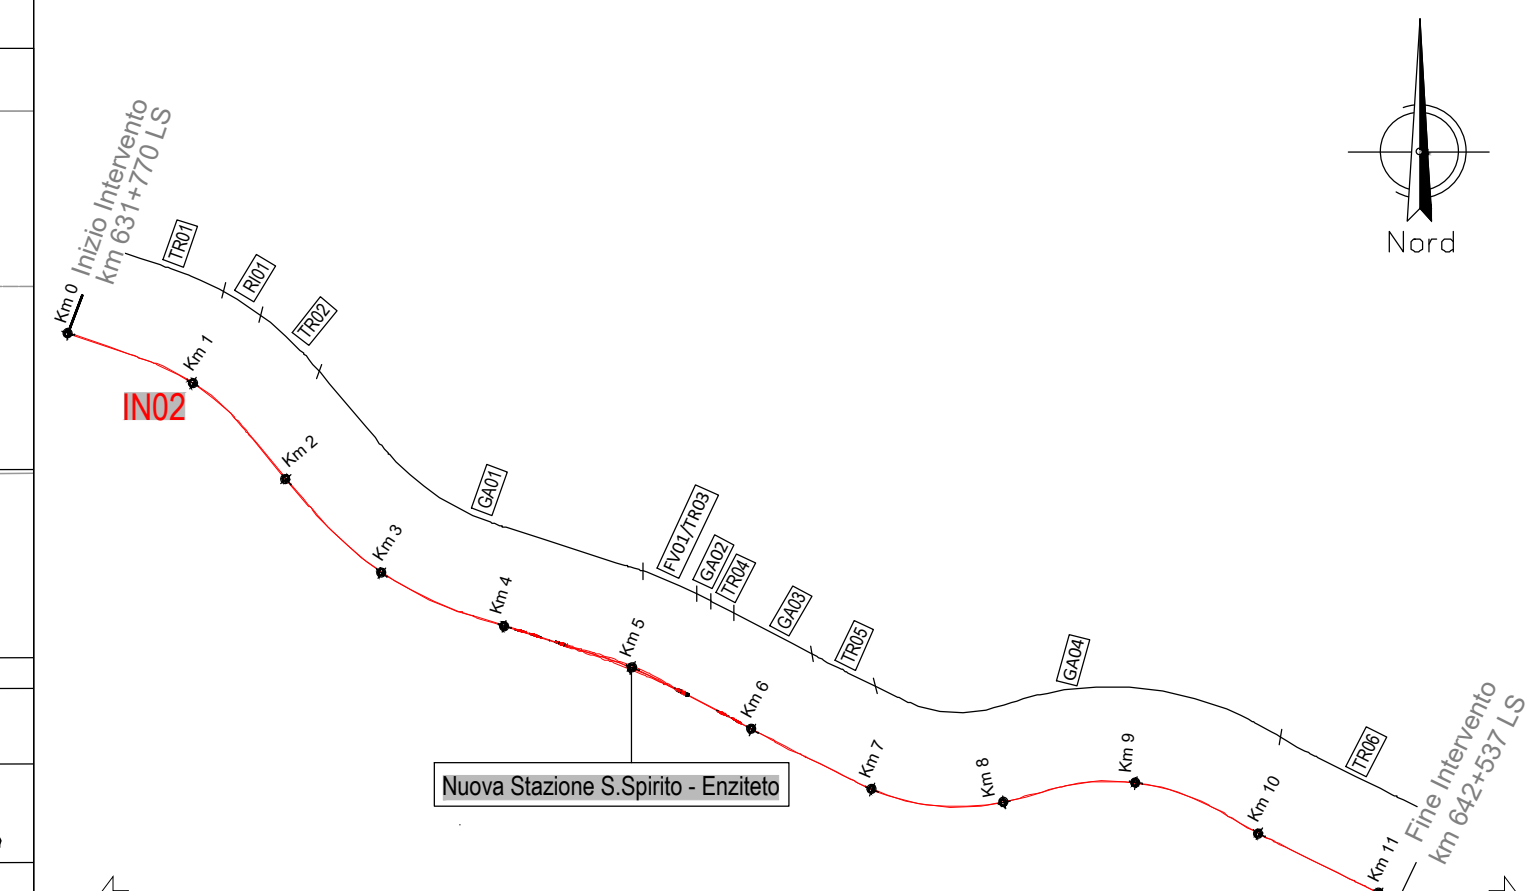 Nord
Inizio Intervento
km 631+770 LS
TR01
RI01
TR02
GA01
FV01/TR03
GA02
TR04
GA03
TR05
GA04
TR06
Km 0
Km 1
IN02
Km 2
Km 3
Km 4
Km 5
Km 6
Km 7
Km 8
Km 9
Km 10
Km 11
Nuova Stazione S.Spirito - Enziteto
Fine Intervento
km 642+537 LS